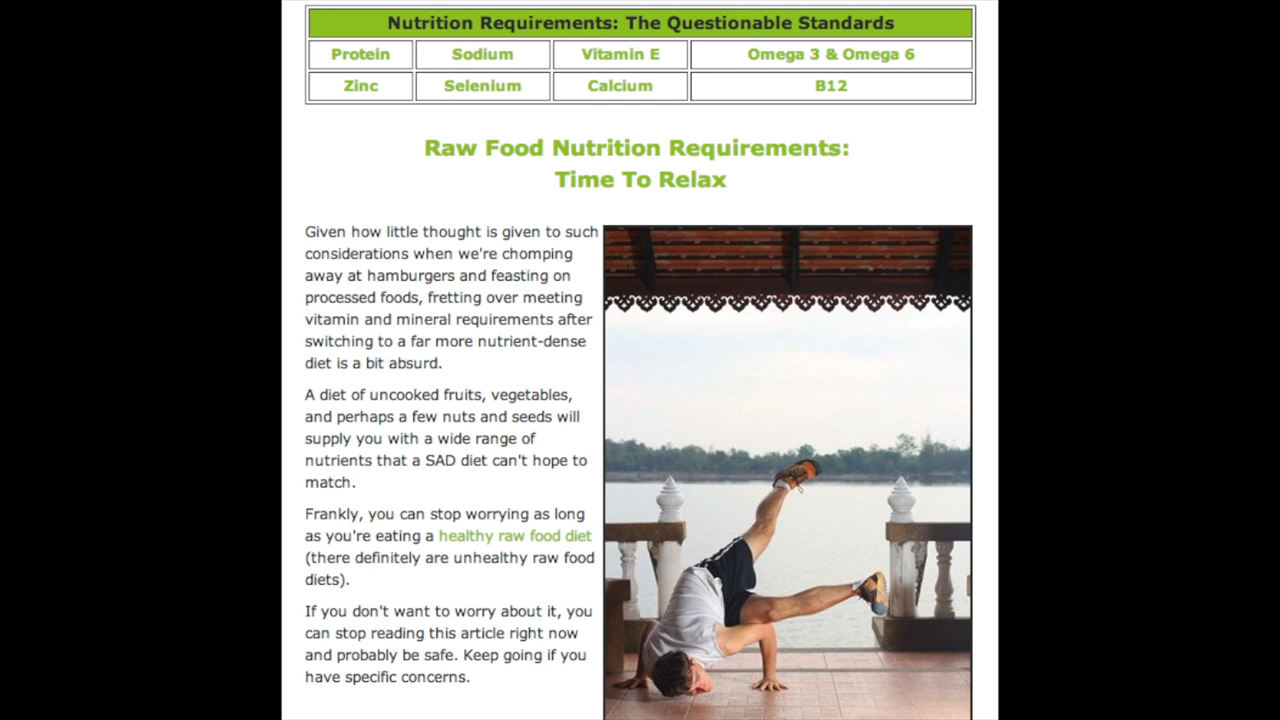 Nutrition Requirements: The Questionable Standards
Protein Sodium Vitamin E Omega 3 & Omega 6
Zinc Selenium Calcium B12
Raw Food Nutrition Requirements:
Time To Relax
Given how little thought is given to such
considerations when we're chomping
away at hamburgers and feasting on
processed foods, fretting over meeting
vitamin and mineral requirements after
switching to a far more nutrient-dense
diet is a bit absurd.
A diet of uncooked fruits, vegetables,
and perhaps a few nuts and seeds will
supply you with a wide range of
nutrients that a SAD diet can't hope to
match.
Frankly, you can stop worrying as long
as you're eating a healthy raw food diet
(there definitely are unhealthy raw food
diets).
If you don't want to worry about it, you
can stop reading this article right now
and probably be safe. Keep going if you
have specific concerns.